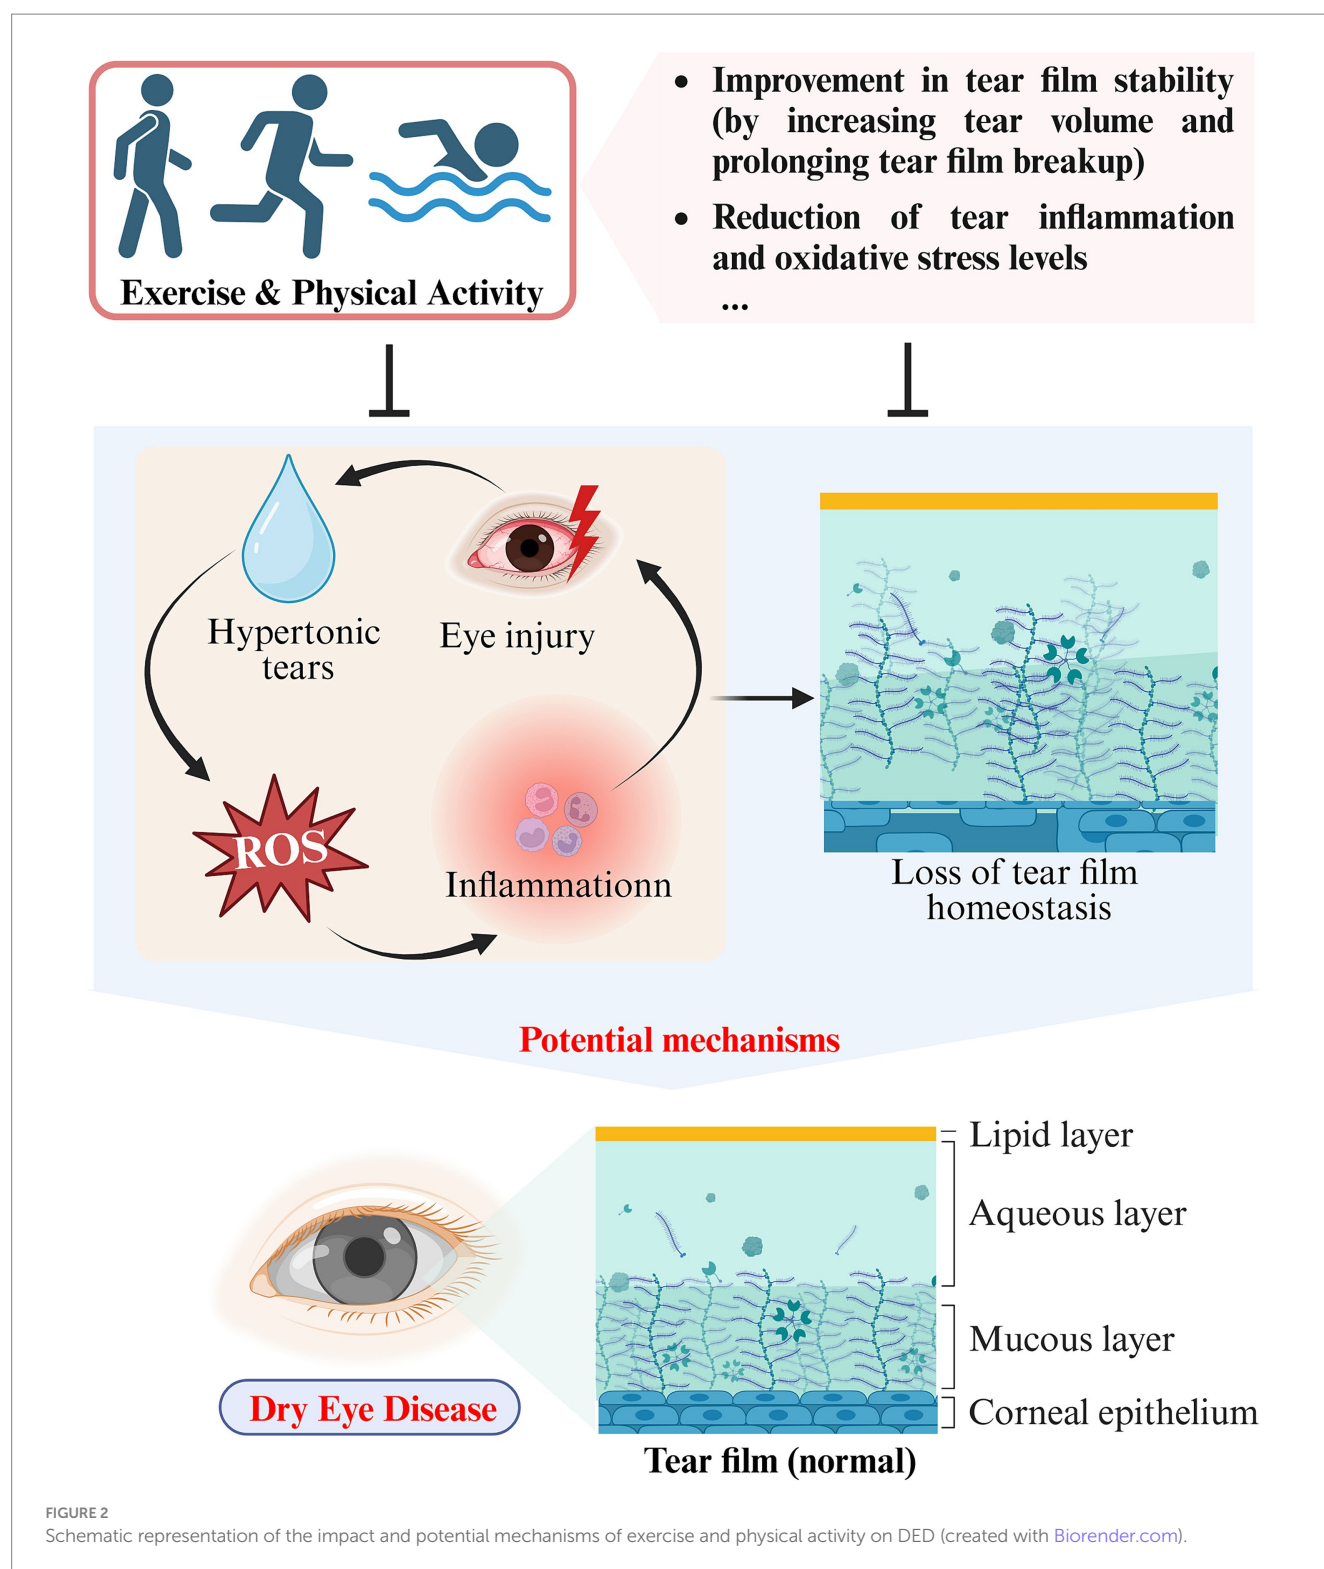 Exercise & Physical Activity
• Improvement in tear film stability
(by increasing tear volume and
prolonging tear film breakup)
• Reduction of tear inflammation
and oxidative stress levels
...
Hypertonic
tears
Eye injury
ROS
Inflammationn
Loss of tear film
homeostasis
Potential mechanisms
Lipid layer
Aqueous layer
Mucous layer
Corneal epithelium
Dry Eye Disease
Tear film (normal)
FIGURE 2
Schematic representation of the impact and potential mechanisms of exercise and physical activity on DED (created with Biorender.com).